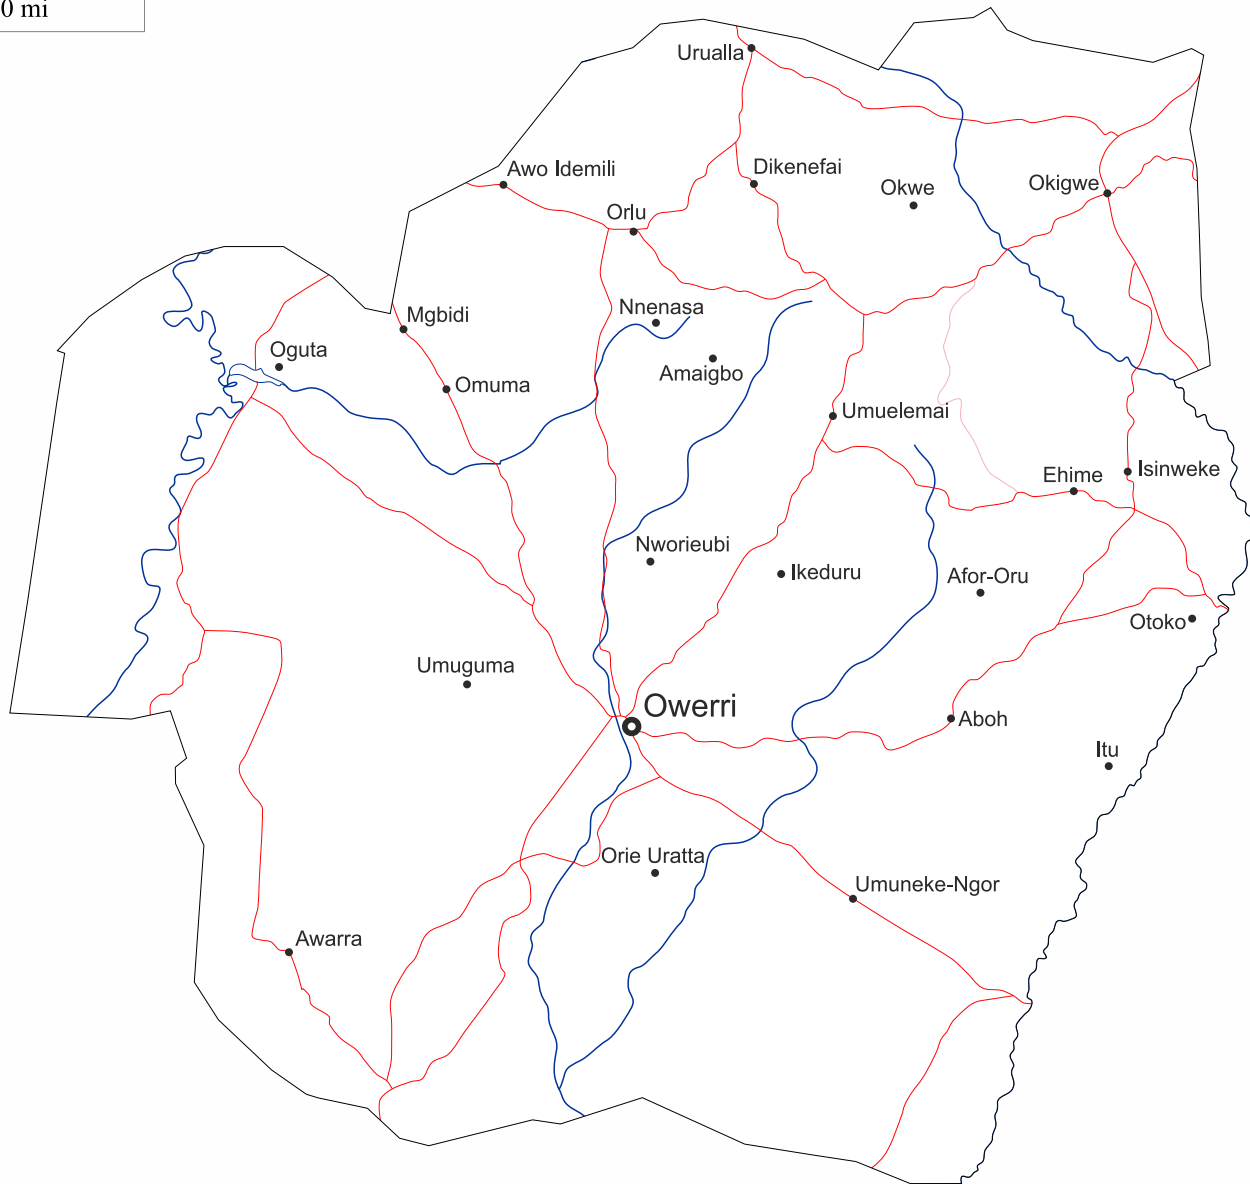 0 mi
Urualla
Awo Idemili
Dikenefai
Okwe
Okigwe
Orlu
Nnenasa
Mgbidi
Oguta
Amaigbo
Omuma
Umuelemai
Ehime
Isinweke
Nworieubi
Ikeduru
Afor-Oru
Otoko
Umuguma
Owerri
Aboh
Itu
Orie Uratta
Umuneke-Ngor
Awarra